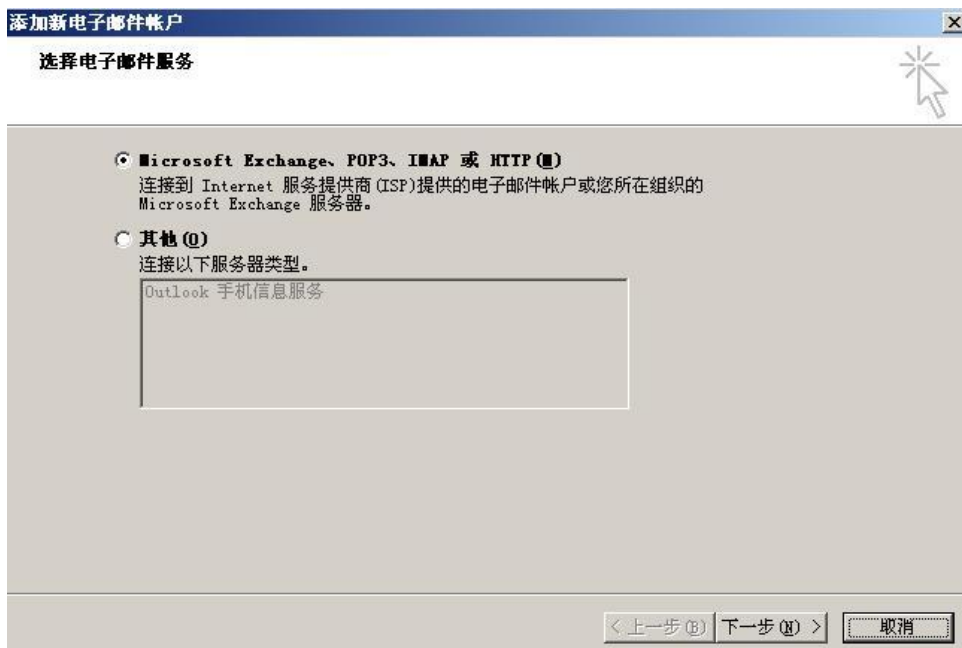 添加新电子邮件帐户
选择电子邮件服务
Microsoft Exchange、POP3、IMAP 或 HTTP(M)
连接到 Internet 服务提供商(ISP)提供的电子邮件帐户或您所在组织的
Microsoft Exchange 服务器。
其他(O)
连接以下服务器类型。
Outlook 手机信息服务
< 上一步(B) 下一步(N) > 取消